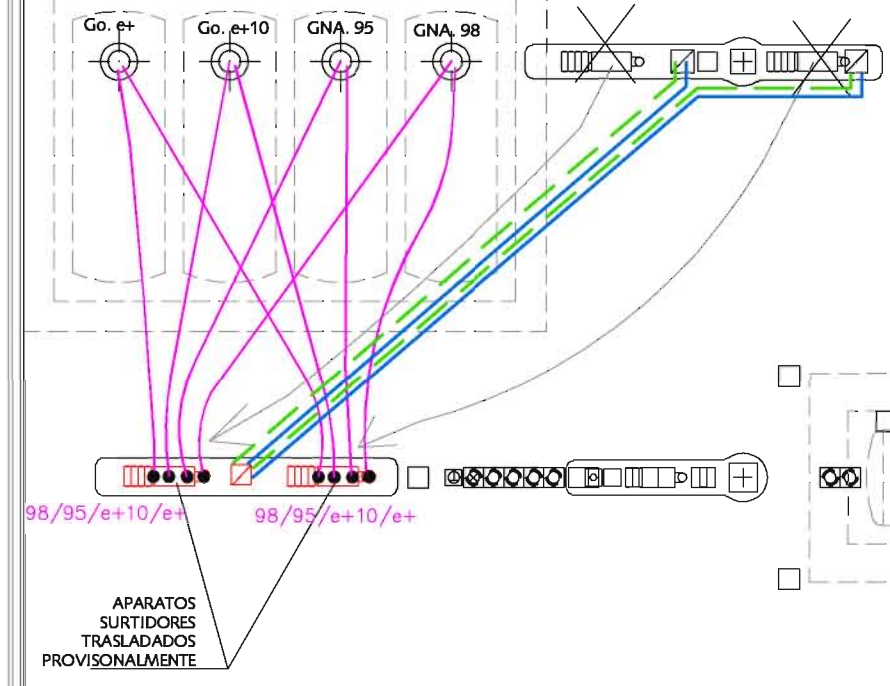 Go. e+
Go. e+10
GNA. 95
GNA. 98
98/95/e+10/e+
98/95/e+10/e+
APARATOS
SURTIDORES
TRASLADADOS
PROVISONALMENTE